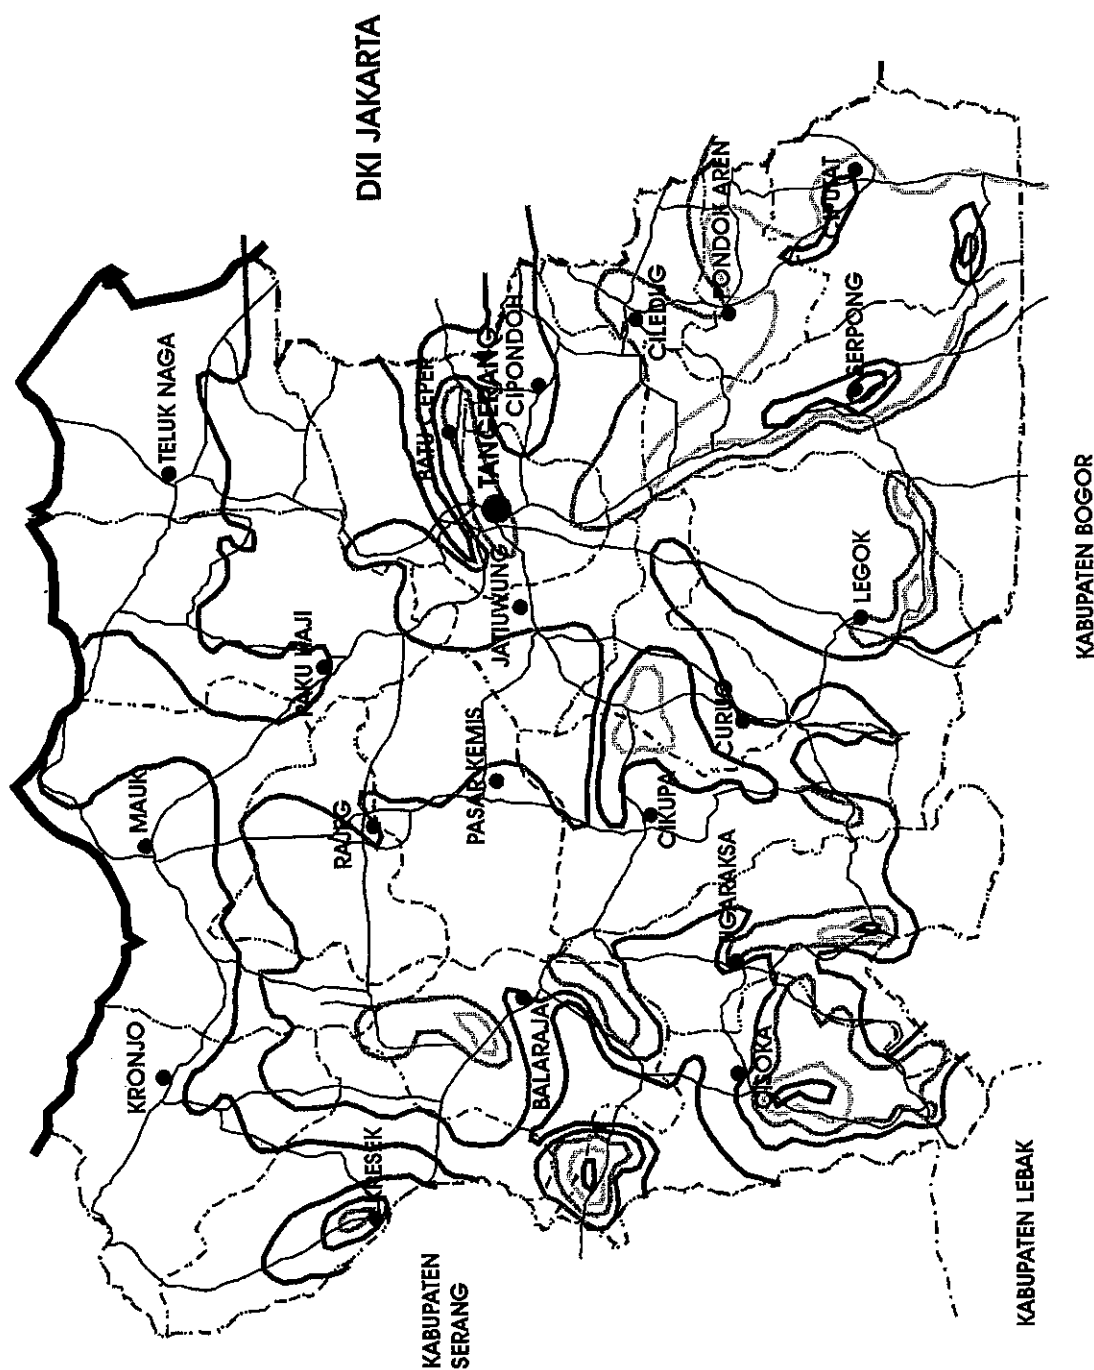 KRONJO
MAUK
TELUK NAGA
PAKU HAJI
RAJEG
KRESEK
DKI JAKARTA
BATU CEPER
KABUPATEN
SERANG
PASAR KEMIS
TANGERANG
JATIUWUNG
CIPONDOH
BALARAJA
CILEDUG
CIKUPA
TIGARAKSA
CURUG
PONDOK AREN
CISOKA
CIPUTAT
SERPONG
LEGOK
KABUPATEN LEBAK
KABUPATEN BOGOR